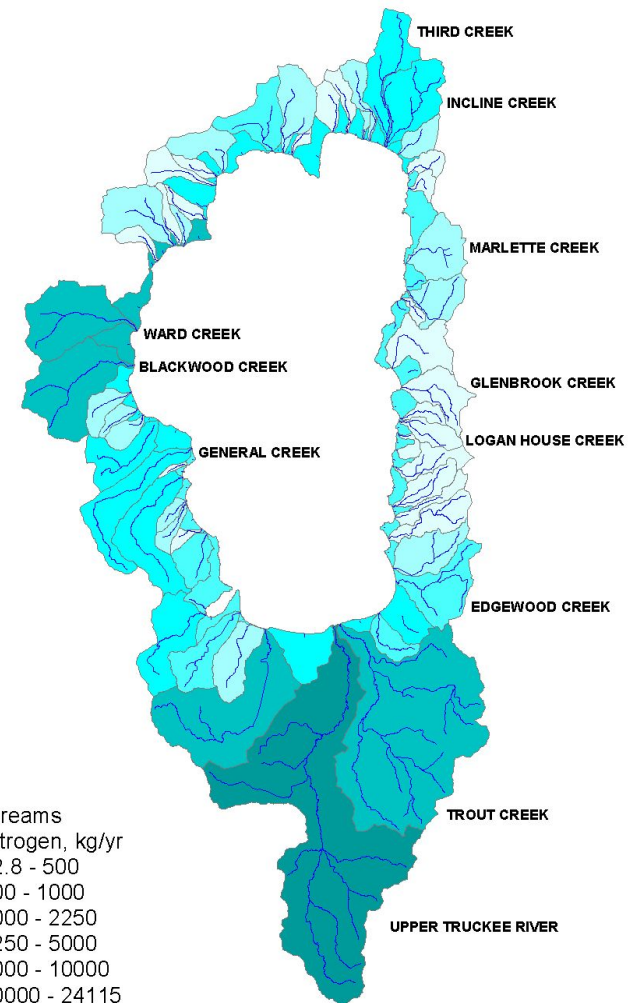 THIRD CREEK
INCLINE CREEK
MARLETTE CREEK
WARD CREEK
BLACKWOOD CREEK
GLENBROOK CREEK
LOGAN HOUSE CREEK
GENERAL CREEK
EDGEWOOD CREEK
TROUT CREEK
UPPER TRUCKEE RIVER
reams
trogen, kg/yr
2.8 - 500
00 - 1000
000 - 2250
250 - 5000
000 - 10000
0000 - 24115